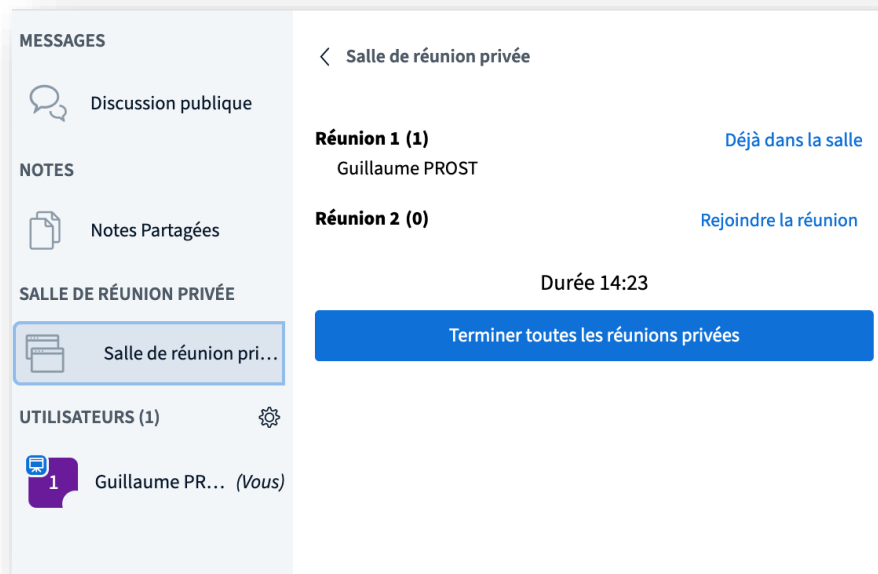 MESSAGES
Discussion publique
NOTES
Notes Partagées
SALLE DE RÉUNION PRIVÉE
Salle de réunion pri...
UTILISATEURS (1)
1
Guillaume PR... (Vous)
Salle de réunion privée
Réunion 1 (1) Déjà dans la salle
Guillaume PROST
Réunion 2 (0) Rejoindre la réunion
Durée 14:23
Terminer toutes les réunions privées